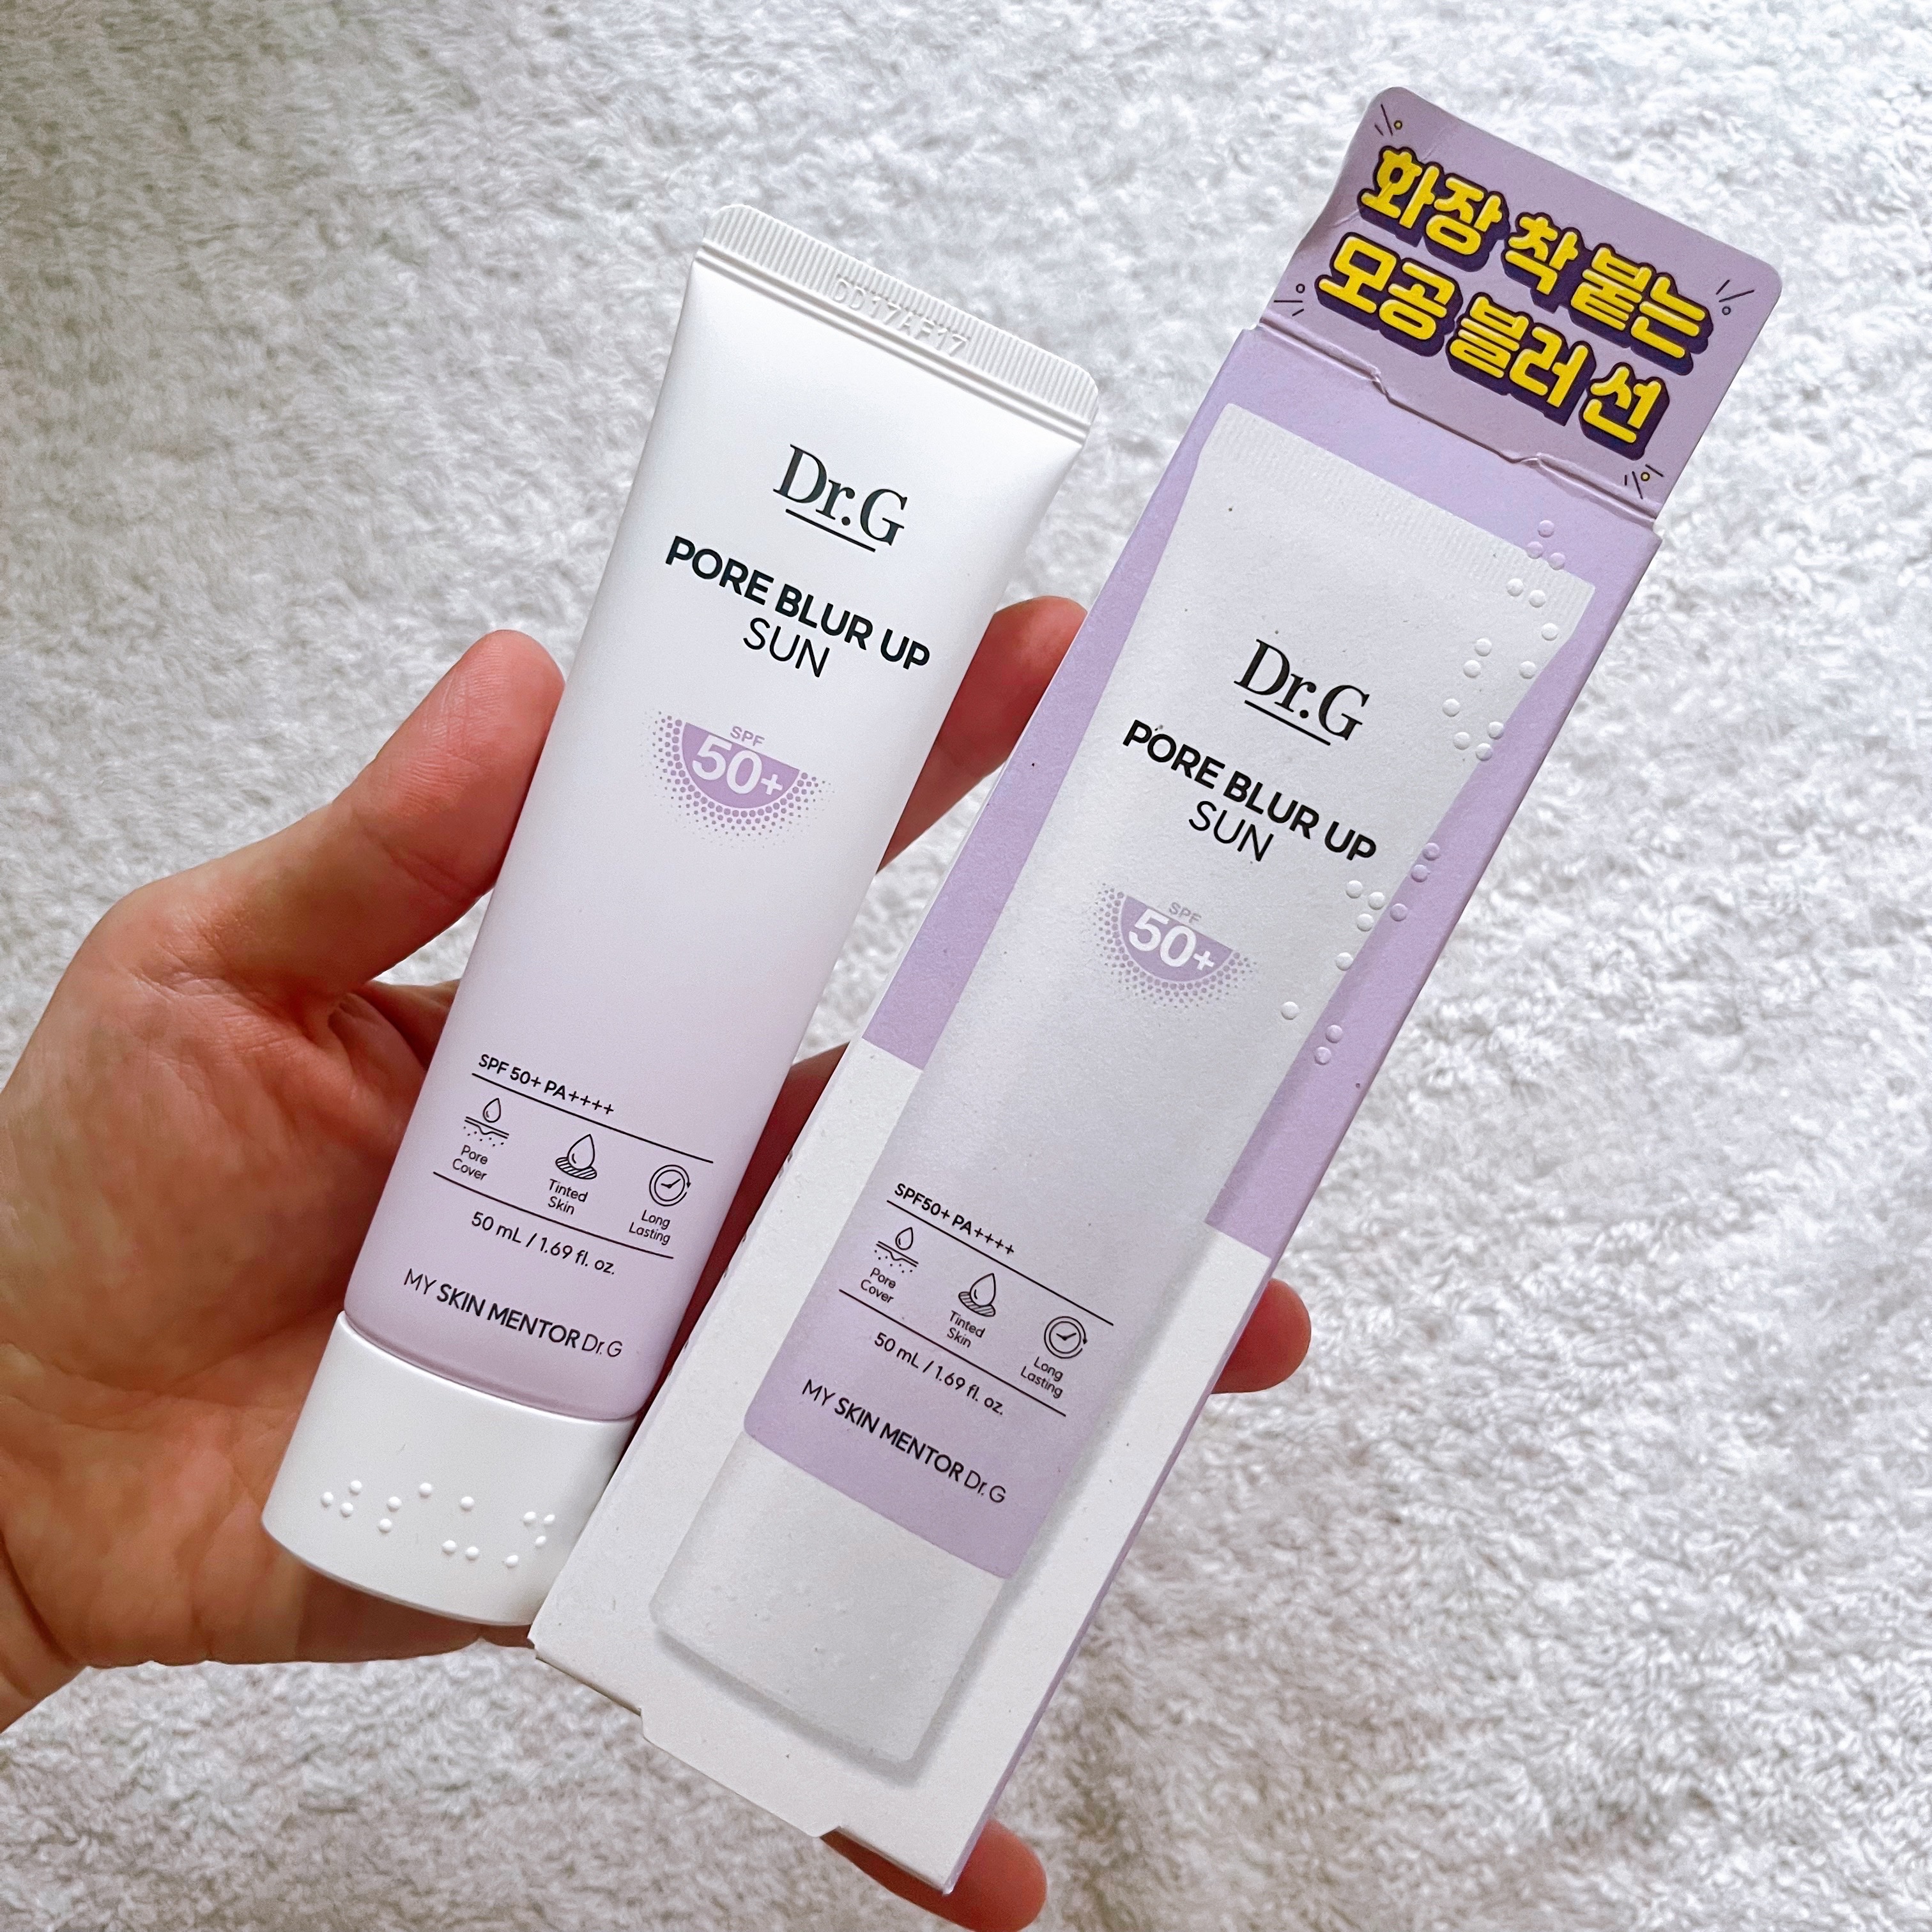 DD17AF17
Dr.G
PORE BLUR UP
SUN
SPF
50+
SPF 50+ PA++++
Pore
Cover
Tinted
Skin
Long
Lasting
50 mL / 1.69 fl. oz.
MY SKIN MENTOR Dr.G
화장 착 붙는
모공 블러 선
Dr.G
PORE BLUR UP
SUN
SPF
50+
SPF50+ PA++++
Pore
Cover
Tinted
Skin
Long
Lasting
50 mL / 1.69 fl. oz.
MY SKIN MENTOR Dr.G